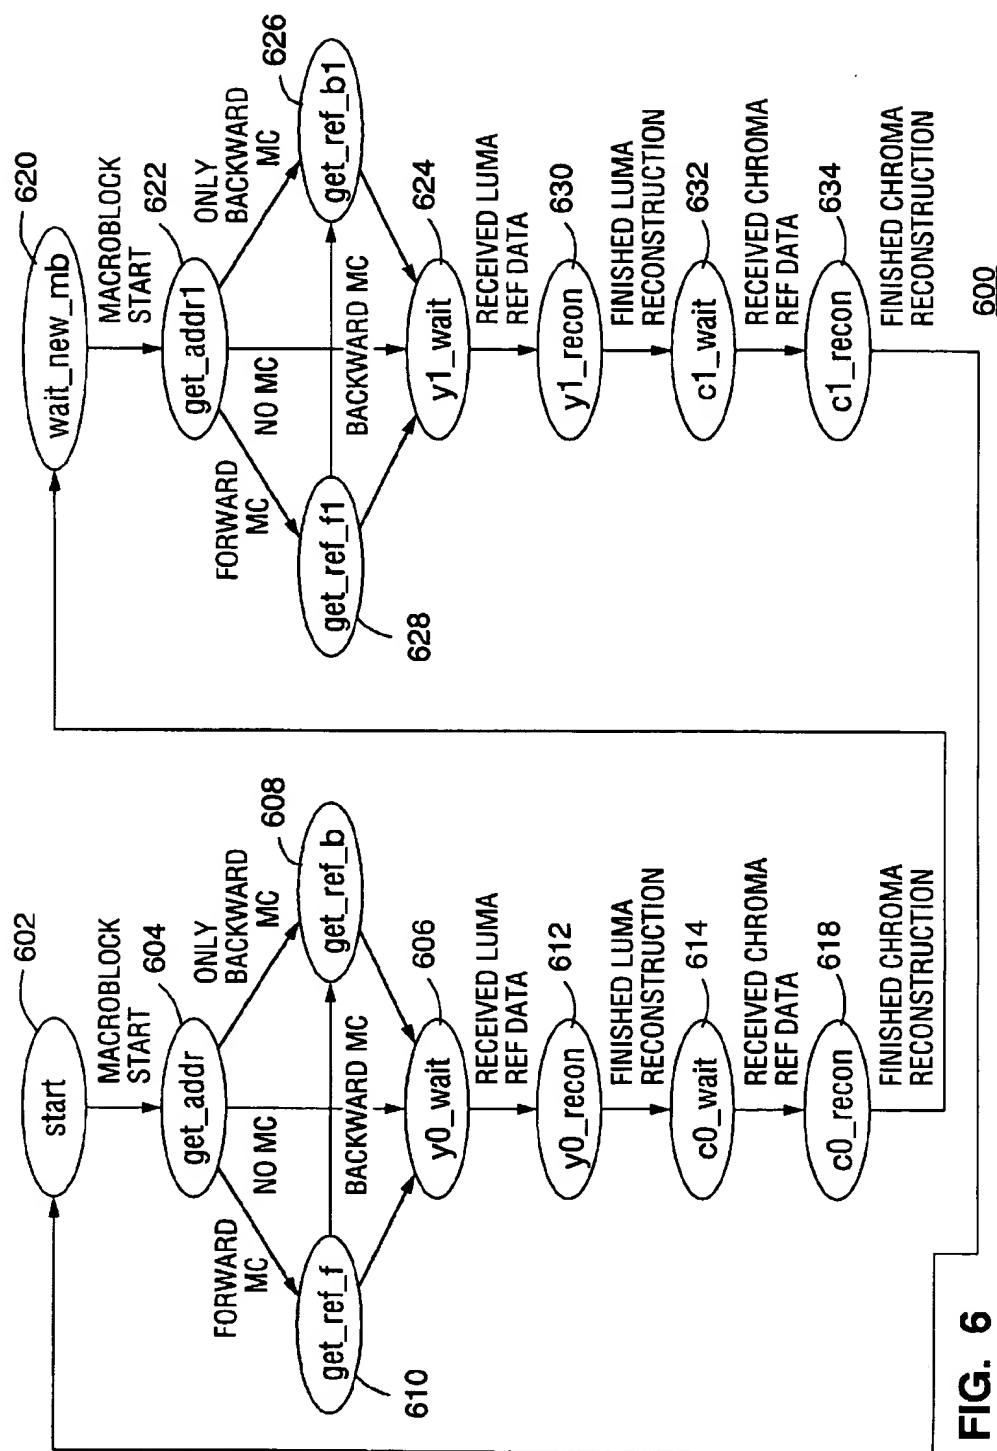 602
start
MACROBLOCK
START
604
get_addr
FORWARD
MC
NO MC
ONLY
BACKWARD
MC
608
get_ref_b
get_ref_f
610
BACKWARD MC
606
y0_wait
RECEIVED LUMA
REF DATA
612
y0_recon
FINISHED LUMA
RECONSTRUCTION
614
c0_wait
RECEIVED CHROMA
REF DATA
618
c0_recon
FINISHED CHROMA
RECONSTRUCTION
620
wait_new_mb
MACROBLOCK
START
622
get_addr1
FORWARD
MC
NO MC
ONLY
BACKWARD
MC
626
get_ref_b1
get_ref_f1
628
BACKWARD MC
624
y1_wait
RECEIVED LUMA
REF DATA
630
y1_recon
FINISHED LUMA
RECONSTRUCTION
632
c1_wait
RECEIVED CHROMA
REF DATA
634
c1_recon
FINISHED CHROMA
RECONSTRUCTION
600
FIG. 6